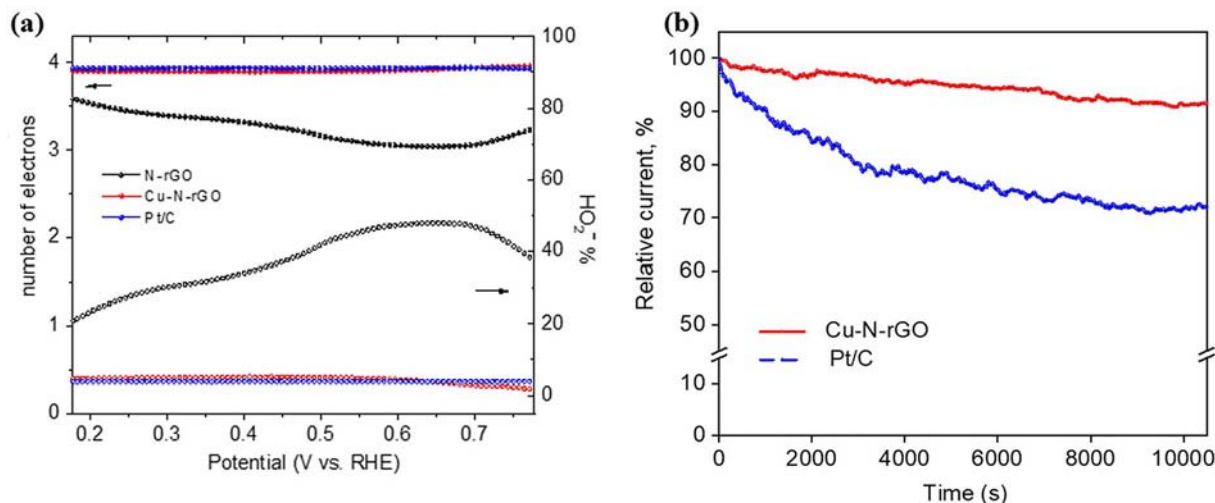 (a)
number of electrons
4
3
2
1
0
N-rGO
Cu-N-rGO
Pt/C
100
80
60
40
20
0
HO₂⁻ %
0.2 0.3 0.4 0.5 0.6 0.7
Potential (V vs. RHE)
(b)
Relative current, %
100
90
80
70
60
50
10
0
Cu-N-rGO
Pt/C
0 2000 4000 6000 8000 10000
Time (s)